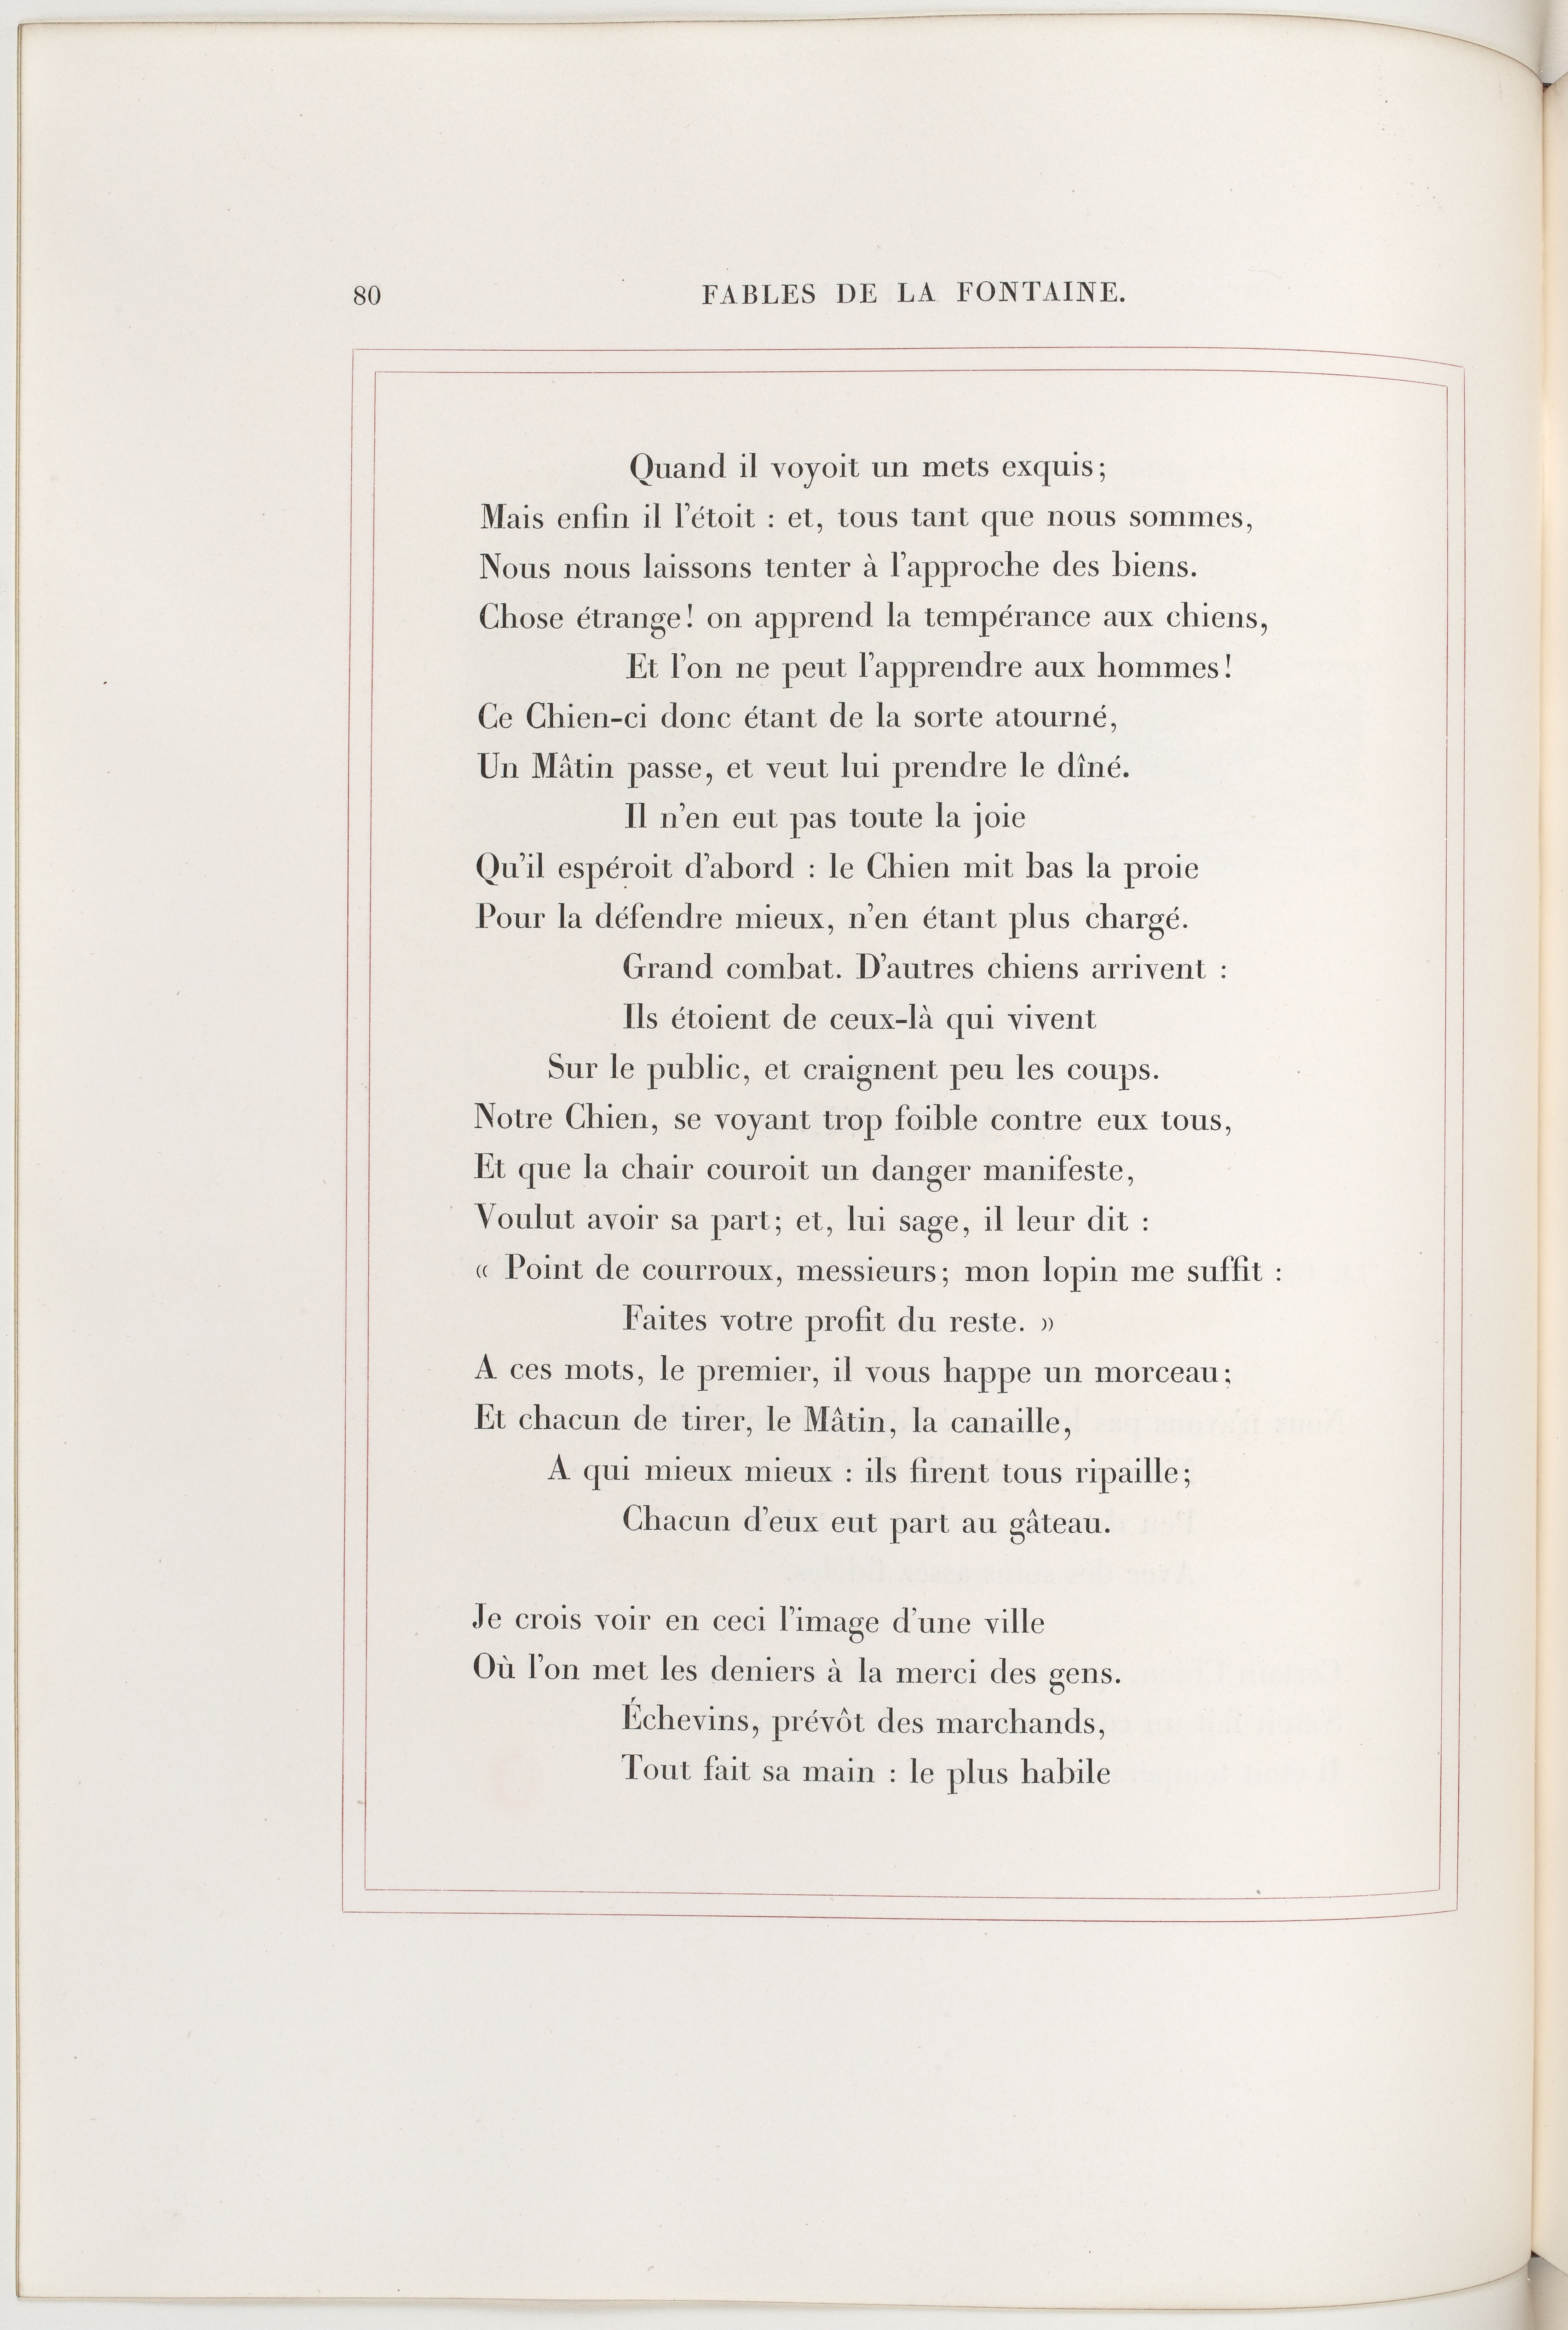 80
FABLES DE LA FONTAINE.
Quand il voyoit un mets exquis;
Mais enfin il l'étoit : et, tous tant que nous sommes,
Nous nous laissons tenter à l'approche des biens.
Chose étrange! on apprend la tempérance aux chiens,
Et l'on ne peut l'apprendre aux hommes!
Ce Chien-ci donc étant de la sorte atourné,
Un Mâtin passe, et veut lui prendre le dîné.
Il n'en eut pas toute la joie
Qu'il espéroit d'abord : le Chien mit bas la proie
Pour la défendre mieux, n'en étant plus chargé.
Grand combat. D'autres chiens arrivent :
Ils étoient de ceux-là qui vivent
Sur le public, et craignent peu les coups.
Notre Chien, se voyant trop foible contre eux tous,
Et que la chair couroit un danger manifeste,
Voulut avoir sa part; et, lui sage, il leur dit :
« Point de courroux, messieurs; mon lopin me suffit :
Faites votre profit du reste. »
A ces mots, le premier, il vous happe un morceau;
Et chacun de tirer, le Mâtin, la canaille,
A qui mieux mieux : ils firent tous ripaille;
Chacun d'eux eut part au gâteau.
Je crois voir en ceci l'image d'une ville
Où l'on met les deniers à la merci des gens.
Échevins, prévôt des marchands,
Tout fait sa main : le plus habile